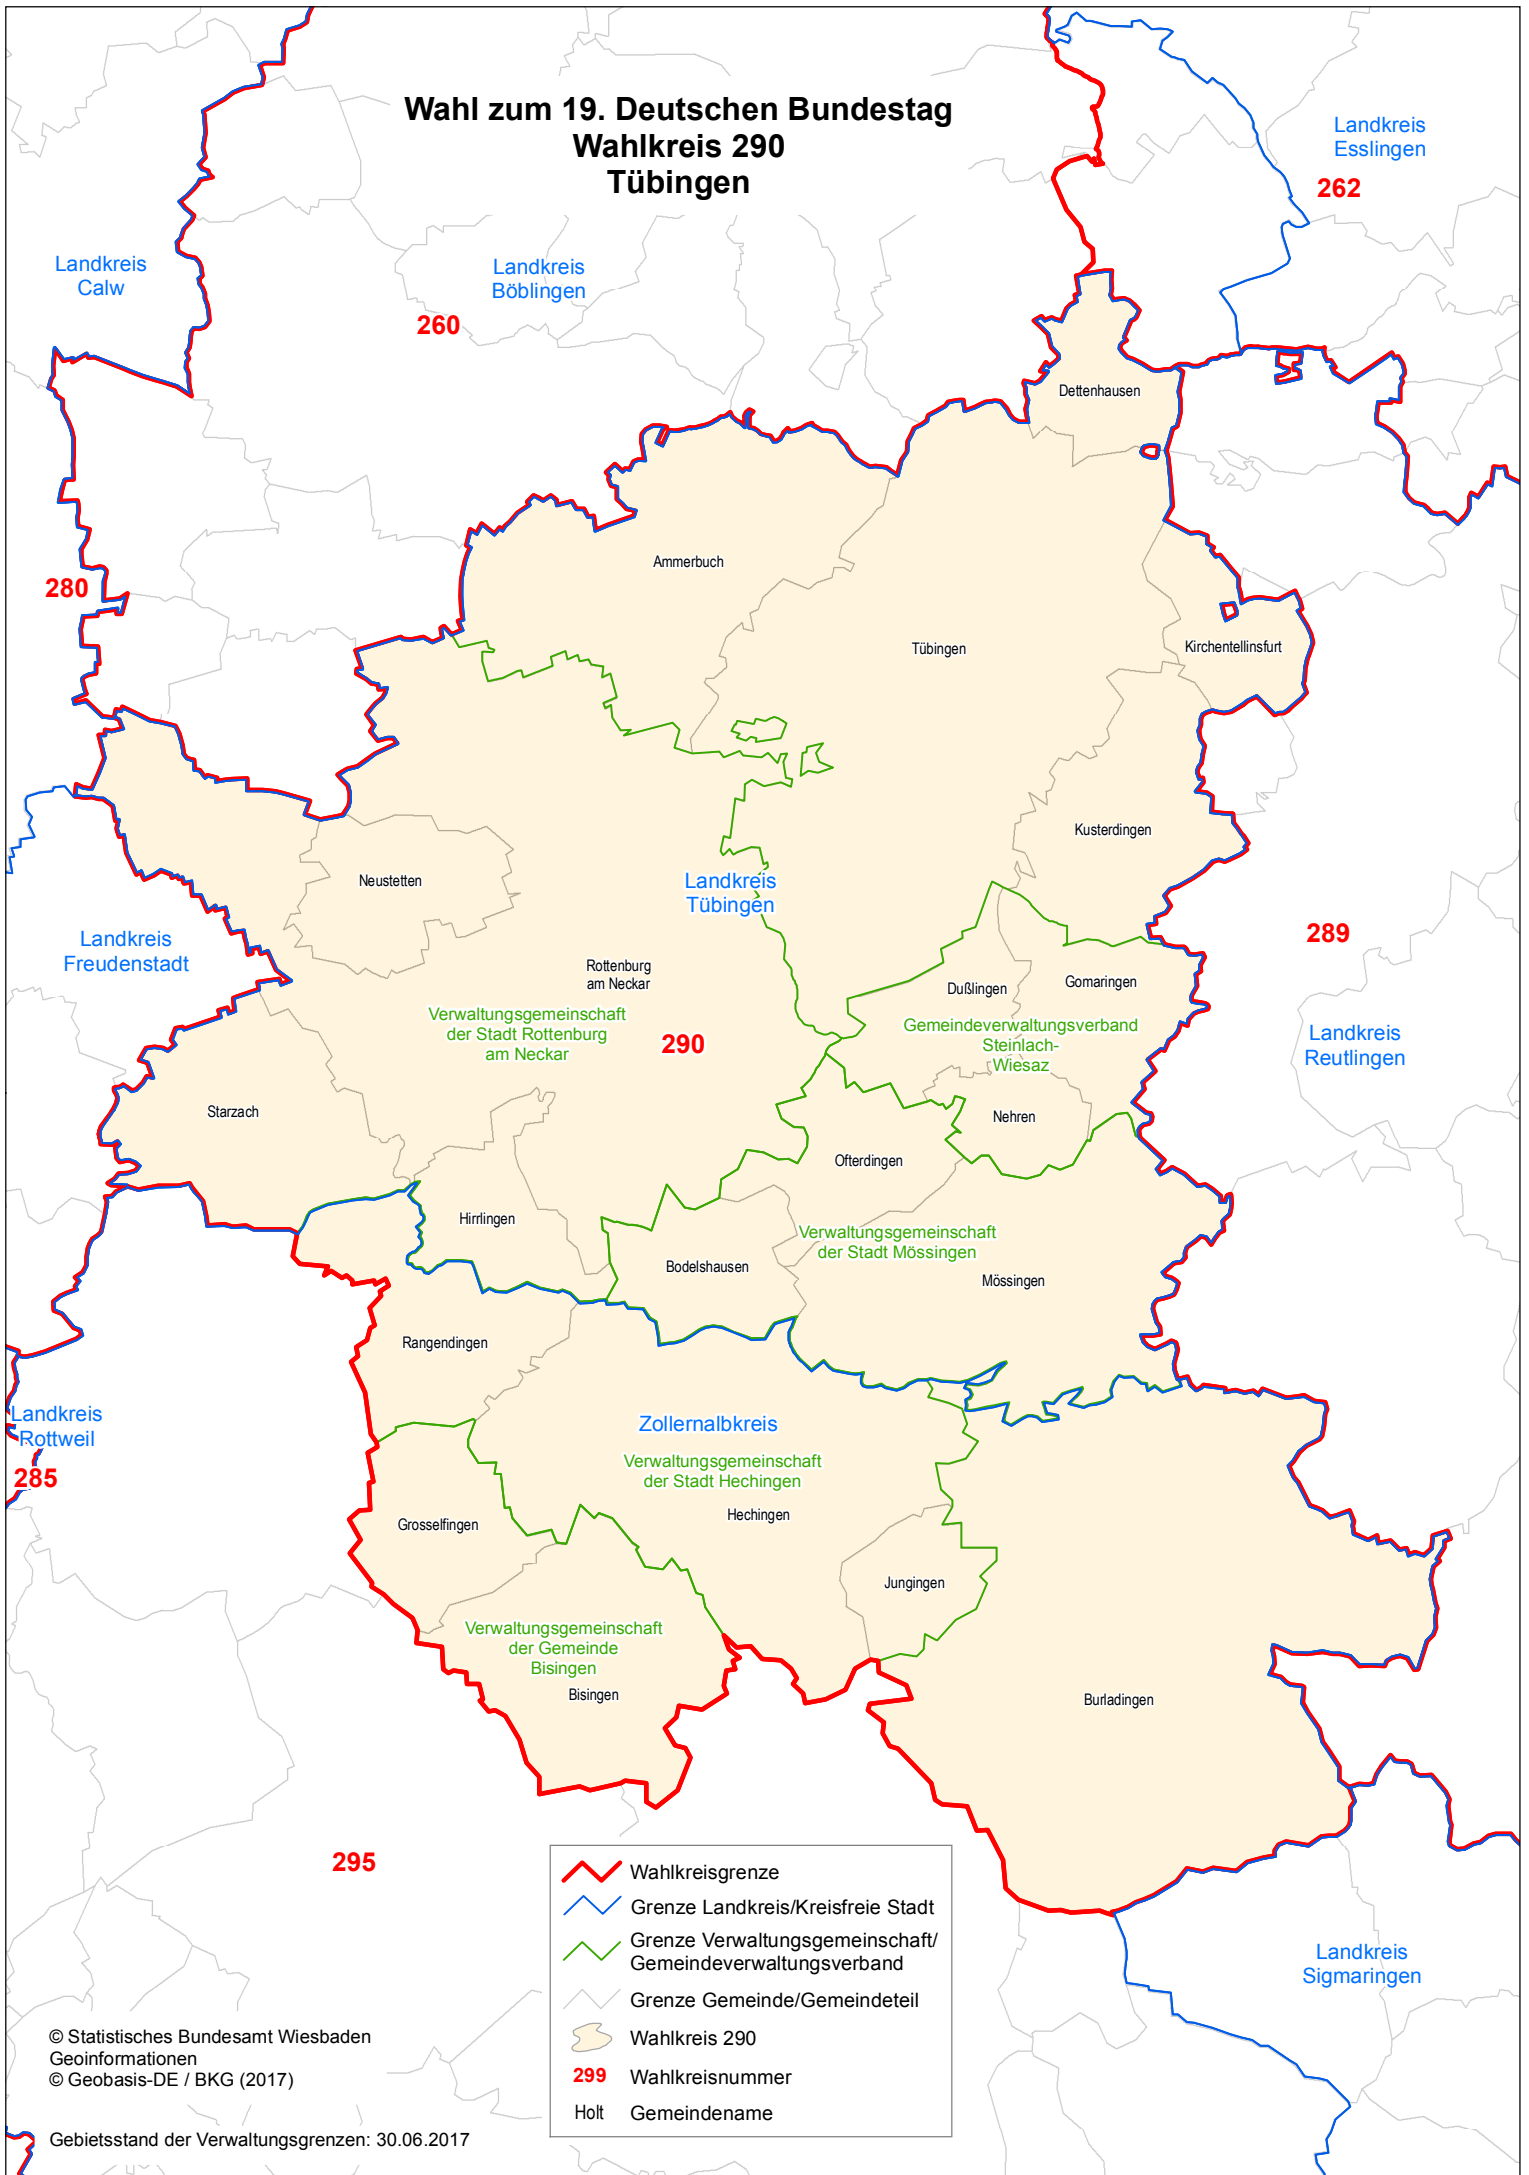 Wahl zum 19. Deutschen Bundestag
Wahlkreis 290
Tübingen
Landkreis
Esslingen
262
Landkreis
Calw
Landkreis
Böblingen
260
Dettenhausen
280
Ammerbuch
Tübingen
Kirchentellinsfurt
Kusterdingen
Neustetten
Landkreis
Tübingen
Landkreis
Freudenstadt
289
Rottenburg
am Neckar
Dußlingen
Gomaringen
Verwaltungsgemeinschaft
der Stadt Rottenburg
am Neckar
290
Gemeindeverwaltungsverband
Steinlach-
Wiesaz
Landkreis
Reutlingen
Starzach
Nehren
Ofterdingen
Hirrlingen
Verwaltungsgemeinschaft
der Stadt Mössingen
Bodelshausen
Mössingen
Rangendingen
Landkreis
Rottweil
285
Zollernalbkreis
Verwaltungsgemeinschaft
der Stadt Hechingen
Hechingen
Grosselfingen
Jungingen
Verwaltungsgemeinschaft
der Gemeinde
Bisingen
Bisingen
Burladingen
295
Wahlkreisgrenze
Grenze Landkreis/Kreisfreie Stadt
Grenze Verwaltungsgemeinschaft/
Gemeindeverwaltungsverband
Grenze Gemeinde/Gemeindeteil
Wahlkreis 290
299 Wahlkreisnummer
Holt Gemeindename
Landkreis
Sigmaringen
© Statistisches Bundesamt Wiesbaden
Geoinformationen
© Geobasis-DE / BKG (2017)
Gebietsstand der Verwaltungsgrenzen: 30.06.2017